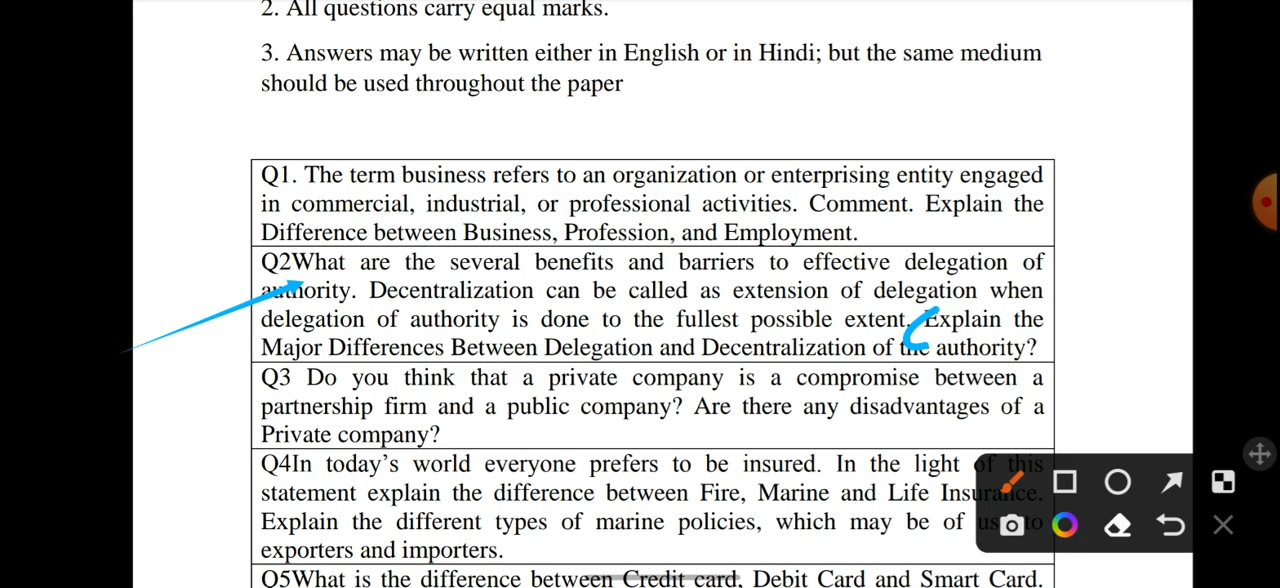 2. All questions carry equal marks.
3. Answers may be written either in English or in Hindi; but the same medium
should be used throughout the paper
Q1. The term business refers to an organization or enterprising entity engaged
in commercial, industrial, or professional activities. Comment. Explain the
Difference between Business, Profession, and Employment.
Q2What are the several benefits and barriers to effective delegation of
authority. Decentralization can be called as extension of delegation when
delegation of authority is done to the fullest possible extent. Explain the
Major Differences Between Delegation and Decentralization of the authority?
Q3 Do you think that a private company is a compromise between a
partnership firm and a public company? Are there any disadvantages of a
Private company?
Q4In today's world everyone prefers to be insured. In the light of this
statement explain the difference between Fire, Marine and Life Insurance.
Explain the different types of marine policies, which may be of use to
exporters and importers.
Q5What is the difference between Credit card, Debit Card and Smart Card.